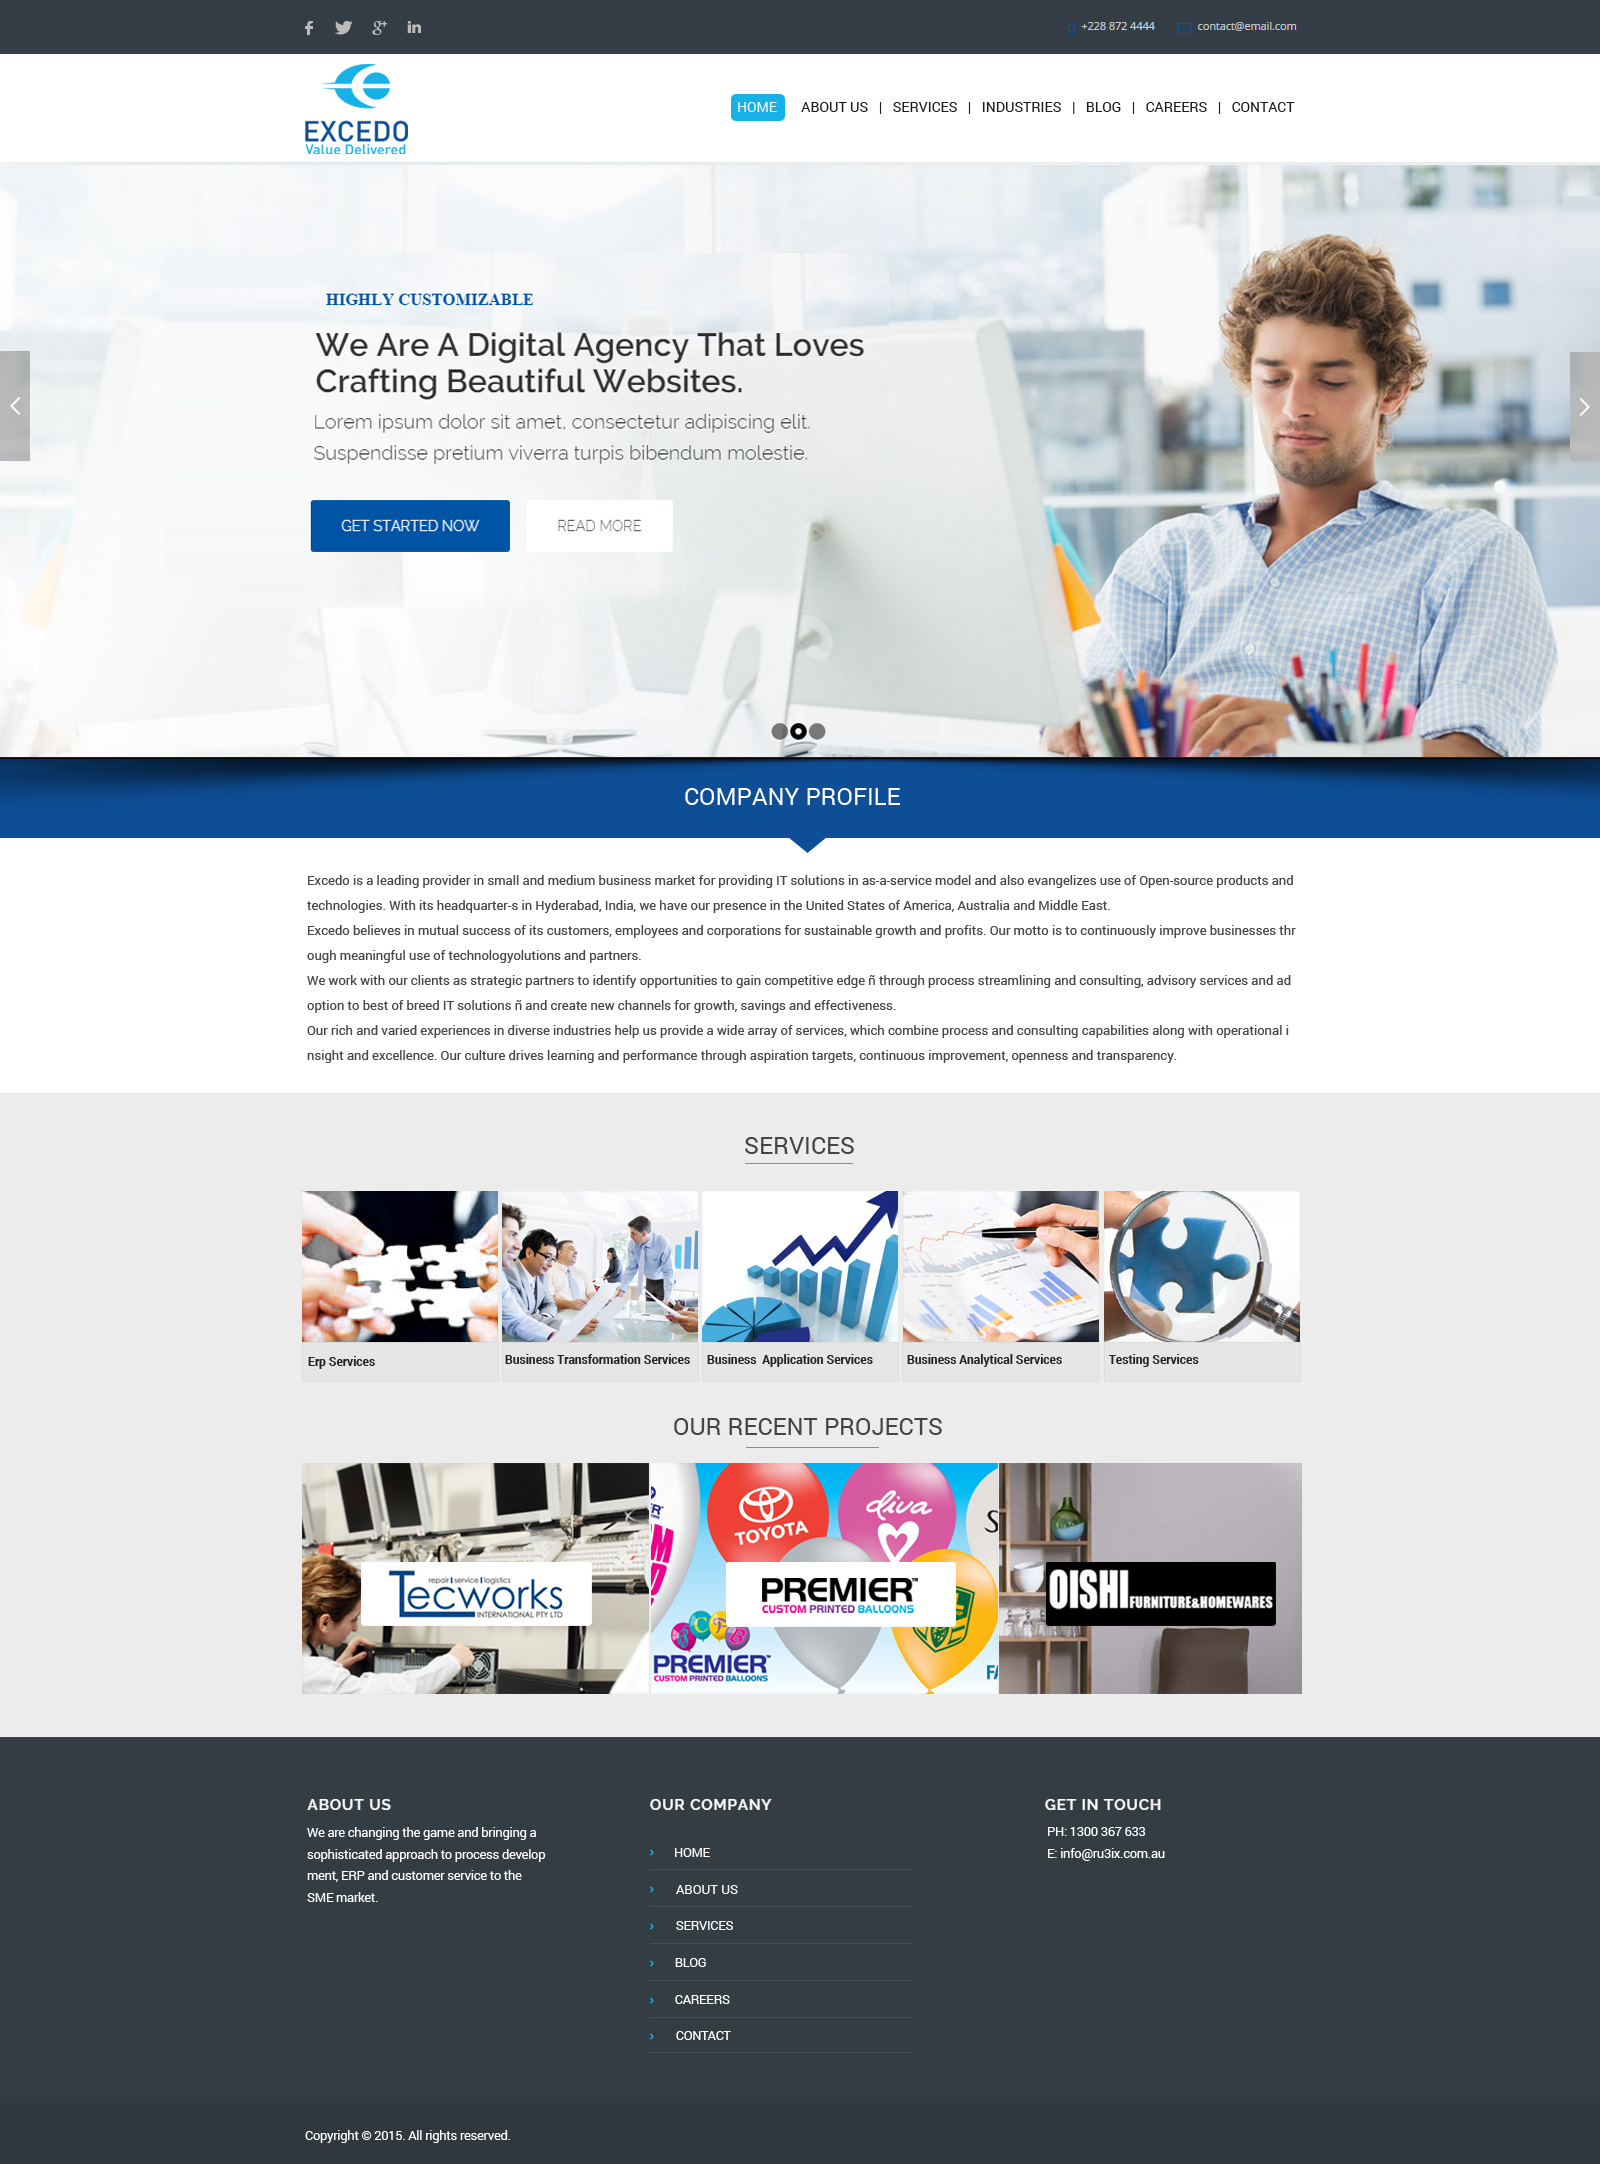 +228 872 4444 contact@email.com
EXCEDO
Value Delivered
HOME ABOUT US | SERVICES | INDUSTRIES | BLOG | CAREERS | CONTACT
HIGHLY CUSTOMIZABLE
We Are A Digital Agency That Loves
Crafting Beautiful Websites.
Lorem ipsum dolor sit amet, consectetur adipiscing elit.
Suspendisse pretium viverra turpis bibendum molestie.
GET STARTED NOW READ MORE
COMPANY PROFILE
Excedo is a leading provider in small and medium business market for providing IT solutions in as-a-service model and also evangelizes use of Open-source products and
technologies. With its headquarter-s in Hyderabad, India, we have our presence in the United States of America, Australia and Middle East.
Excedo believes in mutual success of its customers, employees and corporations for sustainable growth and profits. Our motto is to continuously improve businesses thr
ough meaningful use of technologyolutions and partners.
We work with our clients as strategic partners to identify opportunities to gain competitive edge ñ through process streamlining and consulting, advisory services and ad
option to best of breed IT solutions ñ and create new channels for growth, savings and effectiveness.
Our rich and varied experiences in diverse industries help us provide a wide array of services, which combine process and consulting capabilities along with operational i
nsight and excellence. Our culture drives learning and performance through aspiration targets, continuous improvement, openness and transparency.
SERVICES
Erp Services
Business Transformation Services
Business  Application Services
Business Analytical Services
Testing Services
OUR RECENT PROJECTS
repair service logistics
Tecworks
INTERNATIONAL PTY LTD
TOYOTA
diva
PREMIER™
CUSTOM PRINTED BALLOONS
CTB
PREMIER™
CUSTOM PRINTED BALLOONS
FA
OISHI FURNITURE&HOMEWARES
ABOUT US
We are changing the game and bringing a
sophisticated approach to process develop
ment, ERP and customer service to the
SME market.
OUR COMPANY
HOME
ABOUT US
SERVICES
BLOG
CAREERS
CONTACT
GET IN TOUCH
PH: 1300 367 633
E: info@ru3ix.com.au
Copyright © 2015. All rights reserved.